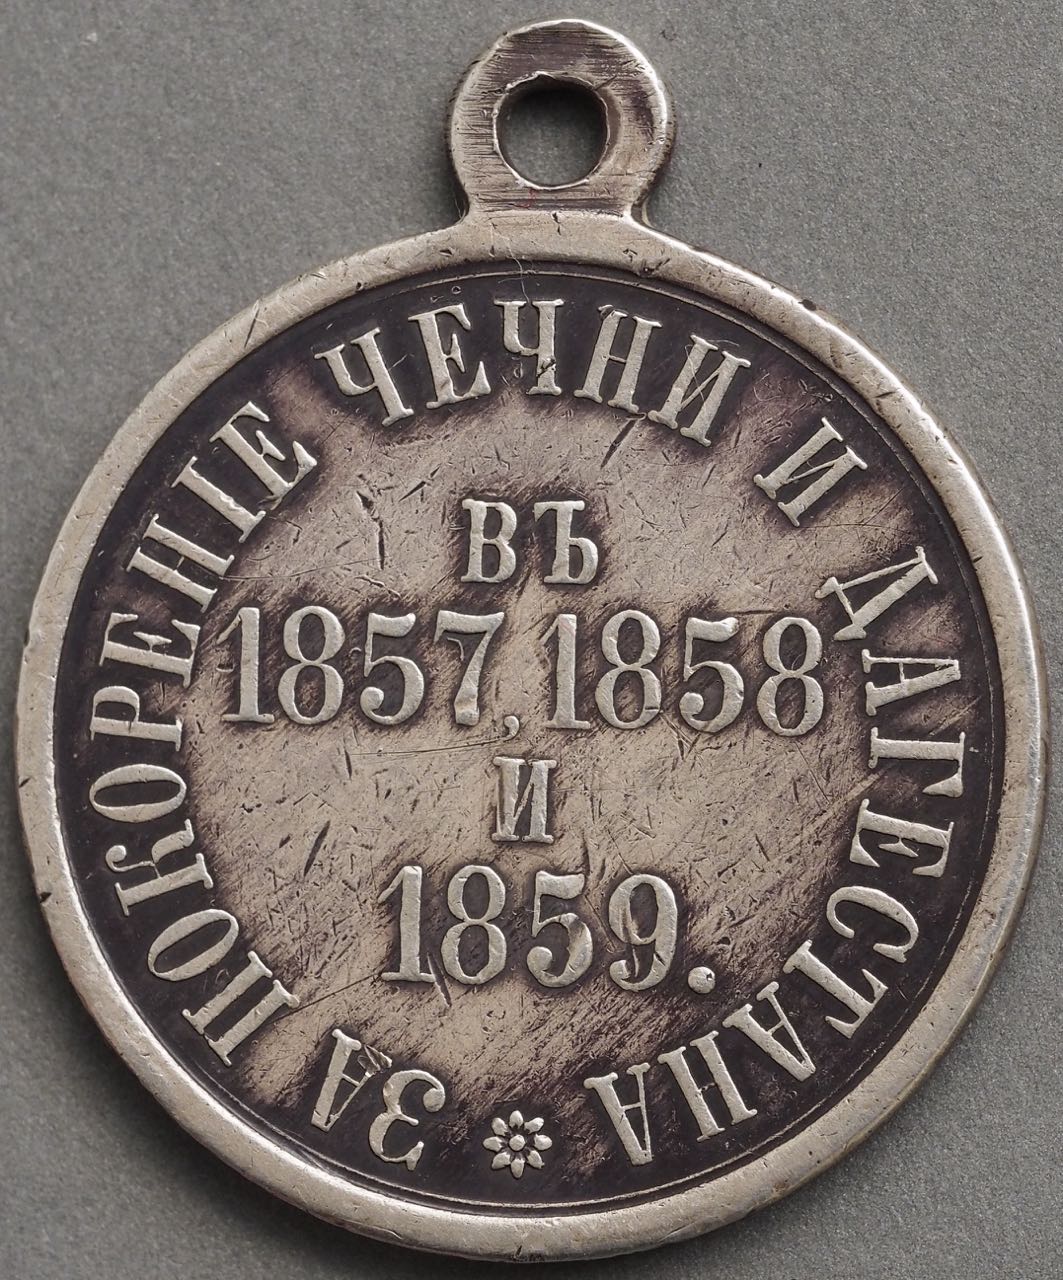 ЗА ПОКОРЕНІЕ ЧЕЧНИ И ДАГЕСТАНА
ВЪ
1857, 1858
И
1859.